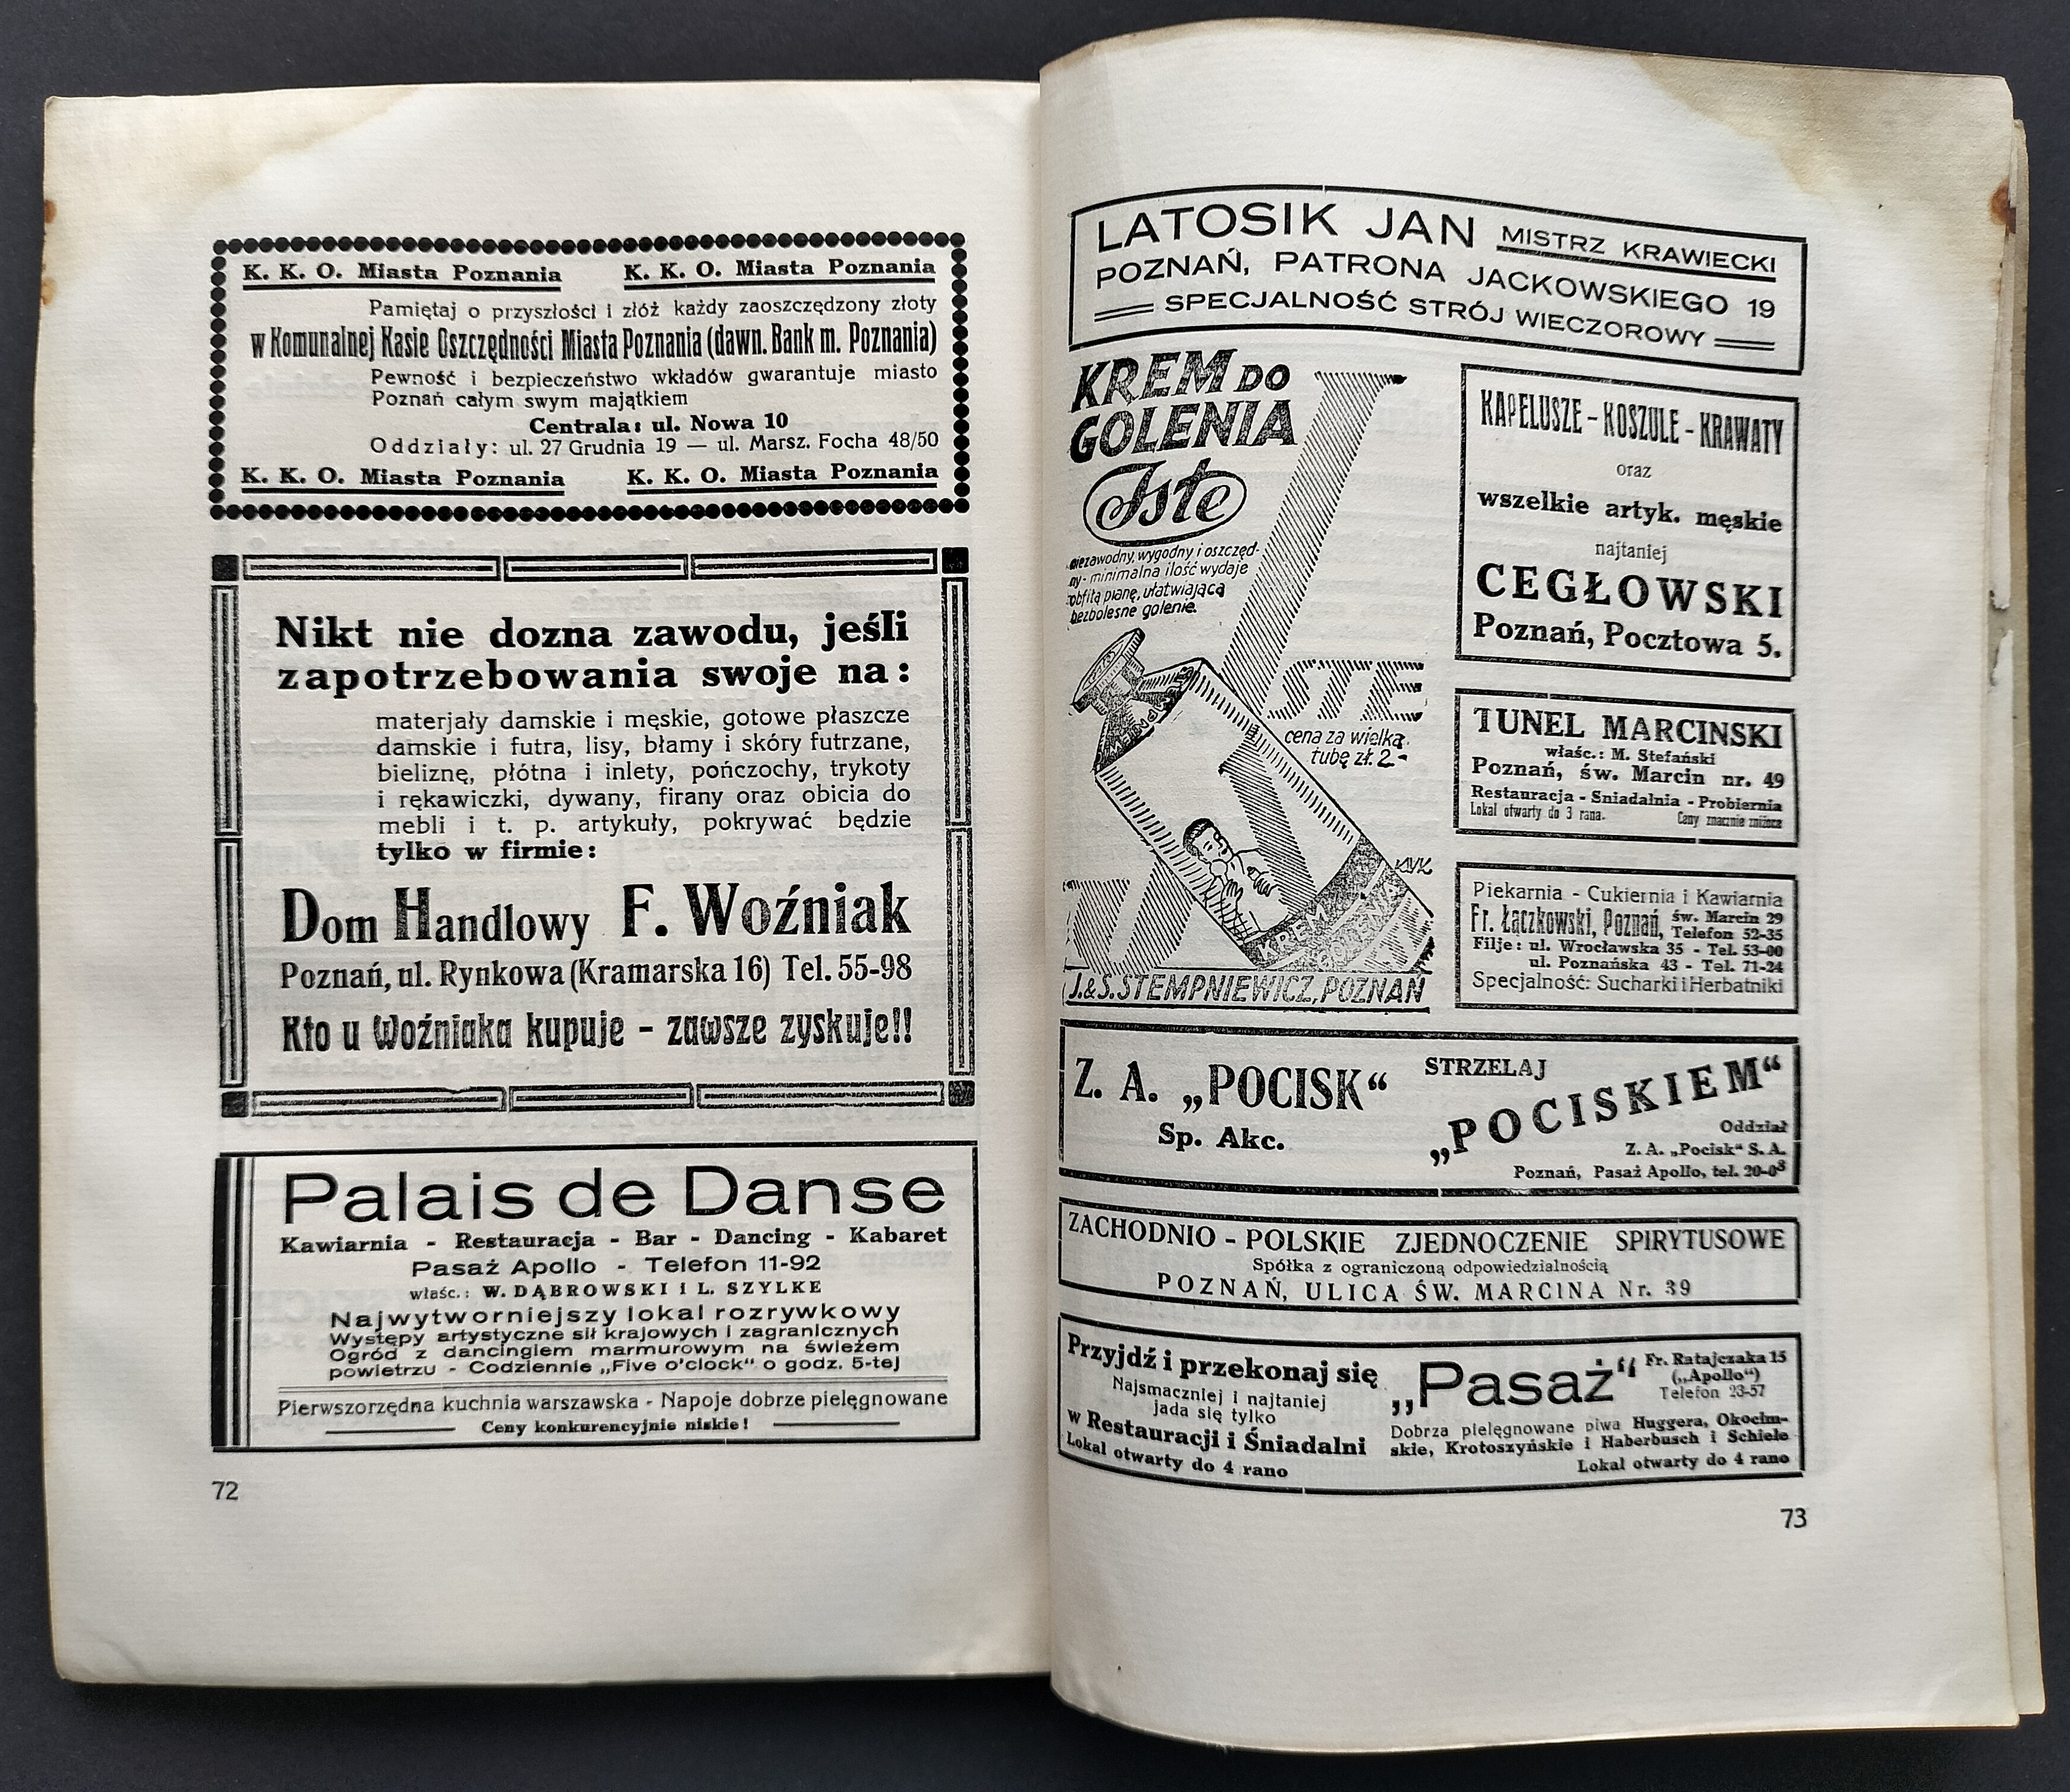 K. K. O. Miasta Poznania K. K. O. Miasta Poznania
Pamiętaj o przyszłości i złóż każdy zaoszczędzony złoty
w Komunalnej Kasie Oszczędności Miasta Poznania (dawn. Bank m. Poznania)
Pewność i bezpieczeństwo wkładów gwarantuje miasto
Poznań całym swym majątkiem
Centrala: ul. Nowa 10
Oddziały: ul. 27 Grudnia 19 — ul. Marsz. Focha 48/50
K. K. O. Miasta Poznania K. K. O. Miasta Poznania
Nikt nie dozna zawodu, jeśli
zapotrzebowania swoje na:
materjały damskie i męskie, gotowe płaszcze
damskie i futra, lisy, błamy i skóry futrzane,
bieliznę, płótna i inlety, pończochy, trykoty
i rękawiczki, dywany, firany oraz obicia do
mebli i t. p. artykuły, pokrywać będzie
tylko w firmie:
Dom Handlowy F. Woźniak
Poznań, ul. Rynkowa (Kramarska 16) Tel. 55-98
Kto u Woźniaka kupuje – zawsze zyskuje!!
Palais de Danse
Kawiarnia - Restauracja - Bar - Dancing - Kabaret
Pasaż Apollo - Telefon 11-92
właśc.: W. DĄBROWSKI i L. SZYLKE
Najwytworniejszy lokal rozrywkowy
Występy artystyczne sił krajowych i zagranicznych
Ogród z dancingiem marmurowym na świeżem
powietrzu - Codziennie „Five o'clock“ o godz. 5-tej
Pierwszorzędna kuchnia warszawska - Napoje dobrze pielęgnowane
Ceny konkurencyjnie niskie!
72
LATOSIK JAN MISTRZ KRAWIECKI
POZNAŃ, PATRONA JACKOWSKIEGO 19
SPECJALNOŚĆ STRÓJ WIECZOROWY
KREM DO
GOLENIA
Iste
niezawodny, wygodny i oszczęd-
ny - minimalna ilość wydaje
obfitą pianę, ułatwiającą
bezbolesne golenie.
ISTE
cena za wielką
tubę zł. 2.-
KREM
GOLENIA
J.&S. STEMPNIEWICZ, POZNAŃ
KAPELUSZE - KOSZULE - KRAWATY
oraz
wszelkie artyk. męskie
najtaniej
CEGŁOWSKI
Poznań, Pocztowa 5.
TUNEL MARCINSKI
właśc.: M. Stefański
Poznań, św. Marcin nr. 49
Restauracja - Sniadalnia - Probiernia
Lokal otwarty do 3 rana. Ceny znacznie zniżone
Piekarnia - Cukiernia i Kawiarnia
Fr. Łączkowski, Poznań, św. Marcin 29
Telefon 52-35
Filje: ul. Wrocławska 35 - Tel. 53-00
ul. Poznańska 43 - Tel. 71-24
Specjalność: Sucharki i Herbatniki
Z. A. „POCISK“
Sp. Akc.
STRZELAJ
„POCISKIEM“
Oddział
Z. A. „Pocisk“ S. A.
Poznań, Pasaż Apollo, tel. 20-08
ZACHODNIO - POLSKIE ZJEDNOCZENIE SPIRYTUSOWE
Spółka z ograniczoną odpowiedzialnością
POZNAŃ, ULICA ŚW. MARCINA Nr. 39
Przyjdź i przekonaj się
Najsmaczniej i najtaniej
jada się tylko
w Restauracji i Śniadalni
Lokal otwarty do 4 rano
„Pasaż“
Fr. Ratajczaka 15
(„Apollo“)
Telefon 23-57
Dobrza pielęgnowane piwa Huggera, Okocim-
skie, Krotoszyńskie i Haberbusch i Schiele
Lokal otwarty do 4 rano
73